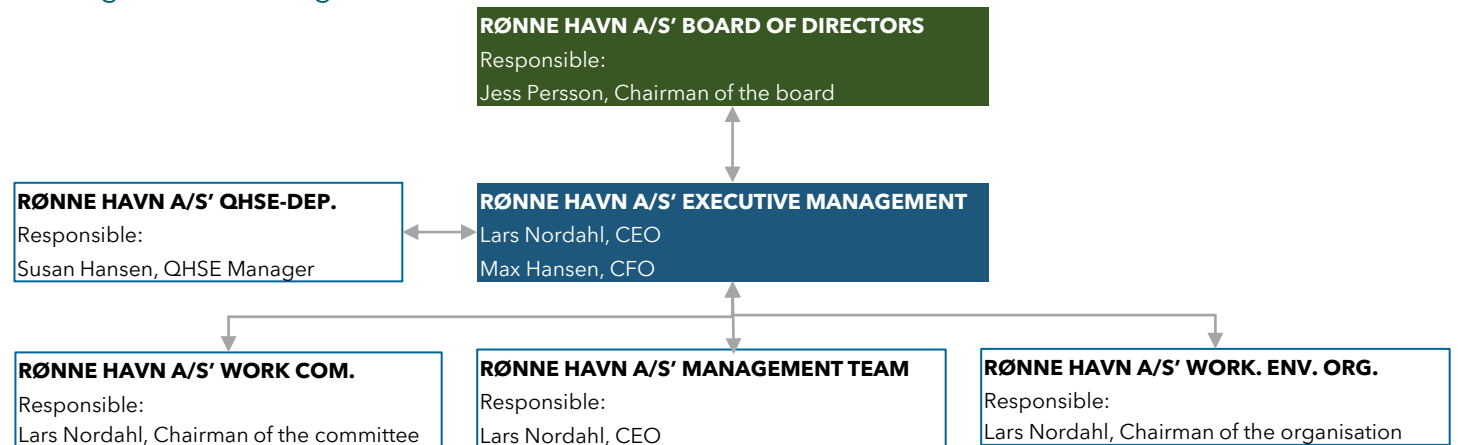 RØNNE HAVN A/S’ BOARD OF DIRECTORS
Responsible:
Jess Persson, Chairman of the board
RØNNE HAVN A/S’ QHSE-DEP.
Responsible:
Susan Hansen, QHSE Manager
RØNNE HAVN A/S’ EXECUTIVE MANAGEMENT
Lars Nordahl, CEO
Max Hansen, CFO
RØNNE HAVN A/S’ WORK COM.
Responsible:
Lars Nordahl, Chairman of the committee
RØNNE HAVN A/S’ MANAGEMENT TEAM
Responsible:
Lars Nordahl, CEO
RØNNE HAVN A/S’ WORK. ENV. ORG.
Responsible:
Lars Nordahl, Chairman of the organisation